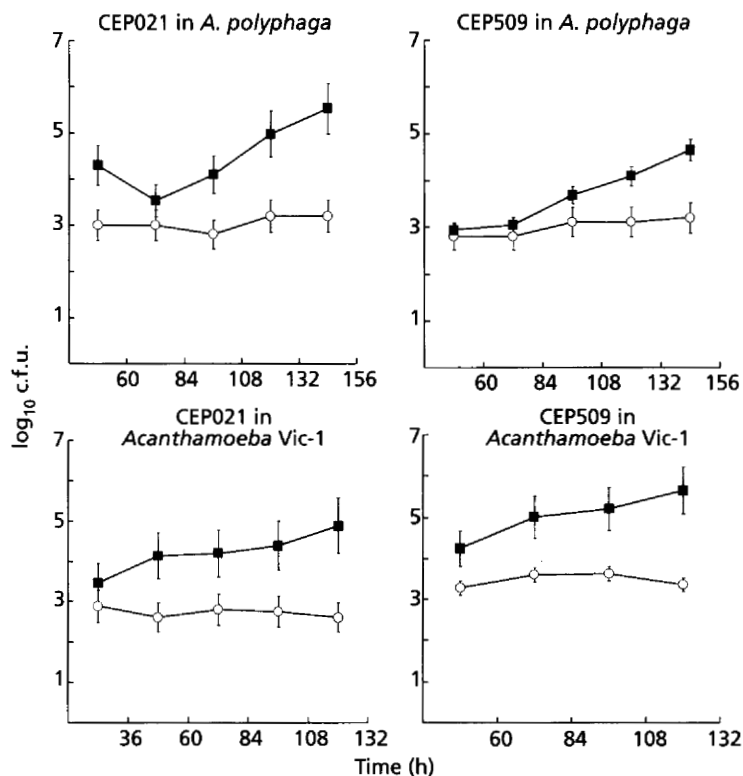 CEP021 in A. polyphaga
7
5
3
1
60 84 108 132 156
CEP509 in A. polyphaga
7
5
3
1
60 84 108 132 156
log10 c.f.u.
CEP021 in
Acanthamoeba Vic-1
7
5
3
1
36 60 84 108 132
CEP509 in
Acanthamoeba Vic-1
7
5
3
1
60 84 108 132
Time (h)